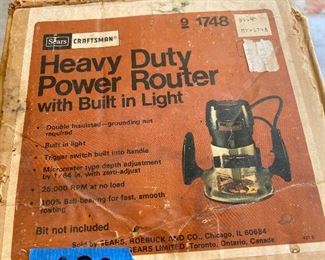 Sears CRAFTSMAN
9 1748
Heavy Duty
Power Router
with Built in Light
• Double insulated—grounding not
required
• Built in light
• Trigger switch built into handle
• Micrometer type depth adjustment
by 1/64 in. with zero-adjust
• 25,000 RPM at no load
• 100% Ball-bearing for fast, smooth
routing
Bit not included
Sold by SEARS, ROEBUCK AND CO., Chicago, IL 60684
SEARS LIMITED, Toronto, Ontario, Canada